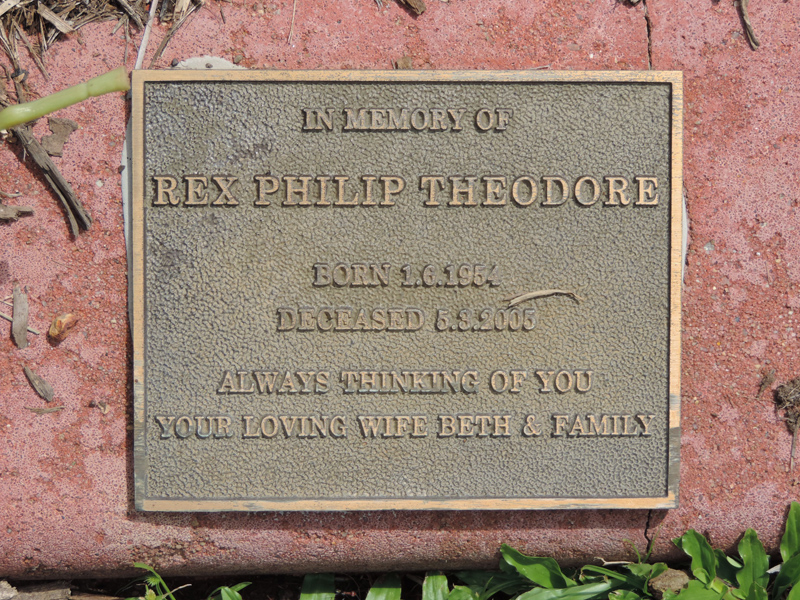 IN MEMORY OF
REX PHILIP THEODORE
BORN 1.6.1954
DECEASED 5.3.2005
ALWAYS THINKING OF YOU
YOUR LOVING WIFE BETH & FAMILY